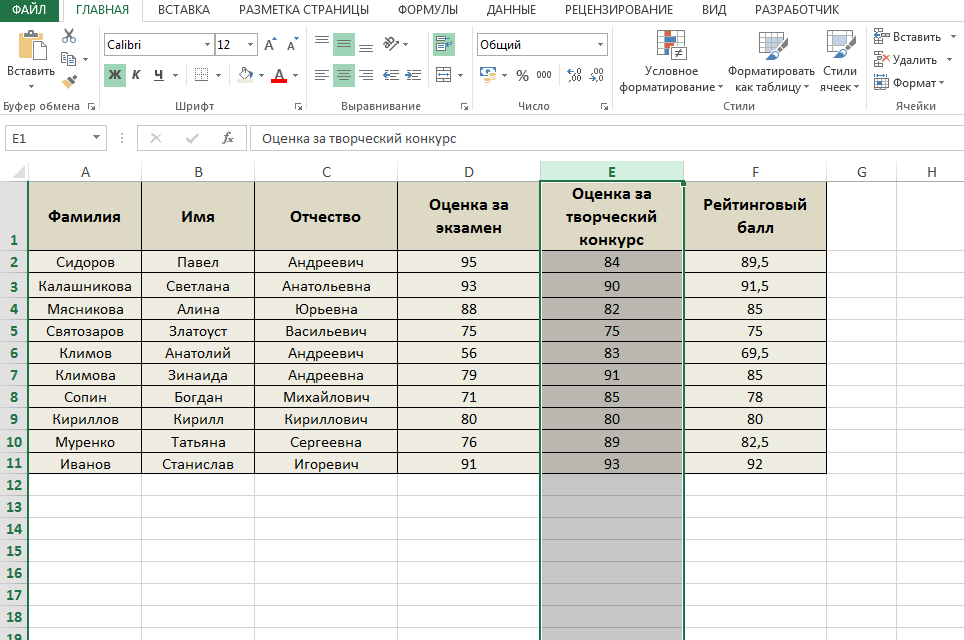 ФАЙЛ ГЛАВНАЯ ВСТАВКА РАЗМЕТКА СТРАНИЦЫ ФОРМУЛЫ ДАННЫЕ РЕЦЕНЗИРОВАНИЕ ВИД РАЗРАБОТЧИК
Вставить
Calibri 12
Ж К Ч
Общий
% 000
Условное форматирование
Форматировать как таблицу
Стили ячеек
Вставить
Удалить
Формат
Буфер обмена Шрифт Выравнивание Число Стили Ячейки
E1 fx Оценка за творческий конкурс
A B C D E F G H
1 Фамилия Имя Отчество Оценка за экзамен Оценка за творческий конкурс Рейтинговый балл
2 Сидоров Павел Андреевич 95 84 89,5
3 Калашникова Светлана Анатольевна 93 90 91,5
4 Мясникова Алина Юрьевна 88 82 85
5 Святозаров Златоуст Васильевич 75 75 75
6 Климов Анатолий Андреевич 56 83 69,5
7 Климова Зинаида Андреевна 79 91 85
8 Сопин Богдан Михайлович 71 85 78
9 Кириллов Кирилл Кириллович 80 80 80
10 Муренко Татьяна Сергеевна 76 89 82,5
11 Иванов Станислав Игоревич 91 93 92
12
13
14
15
16
17
18
19